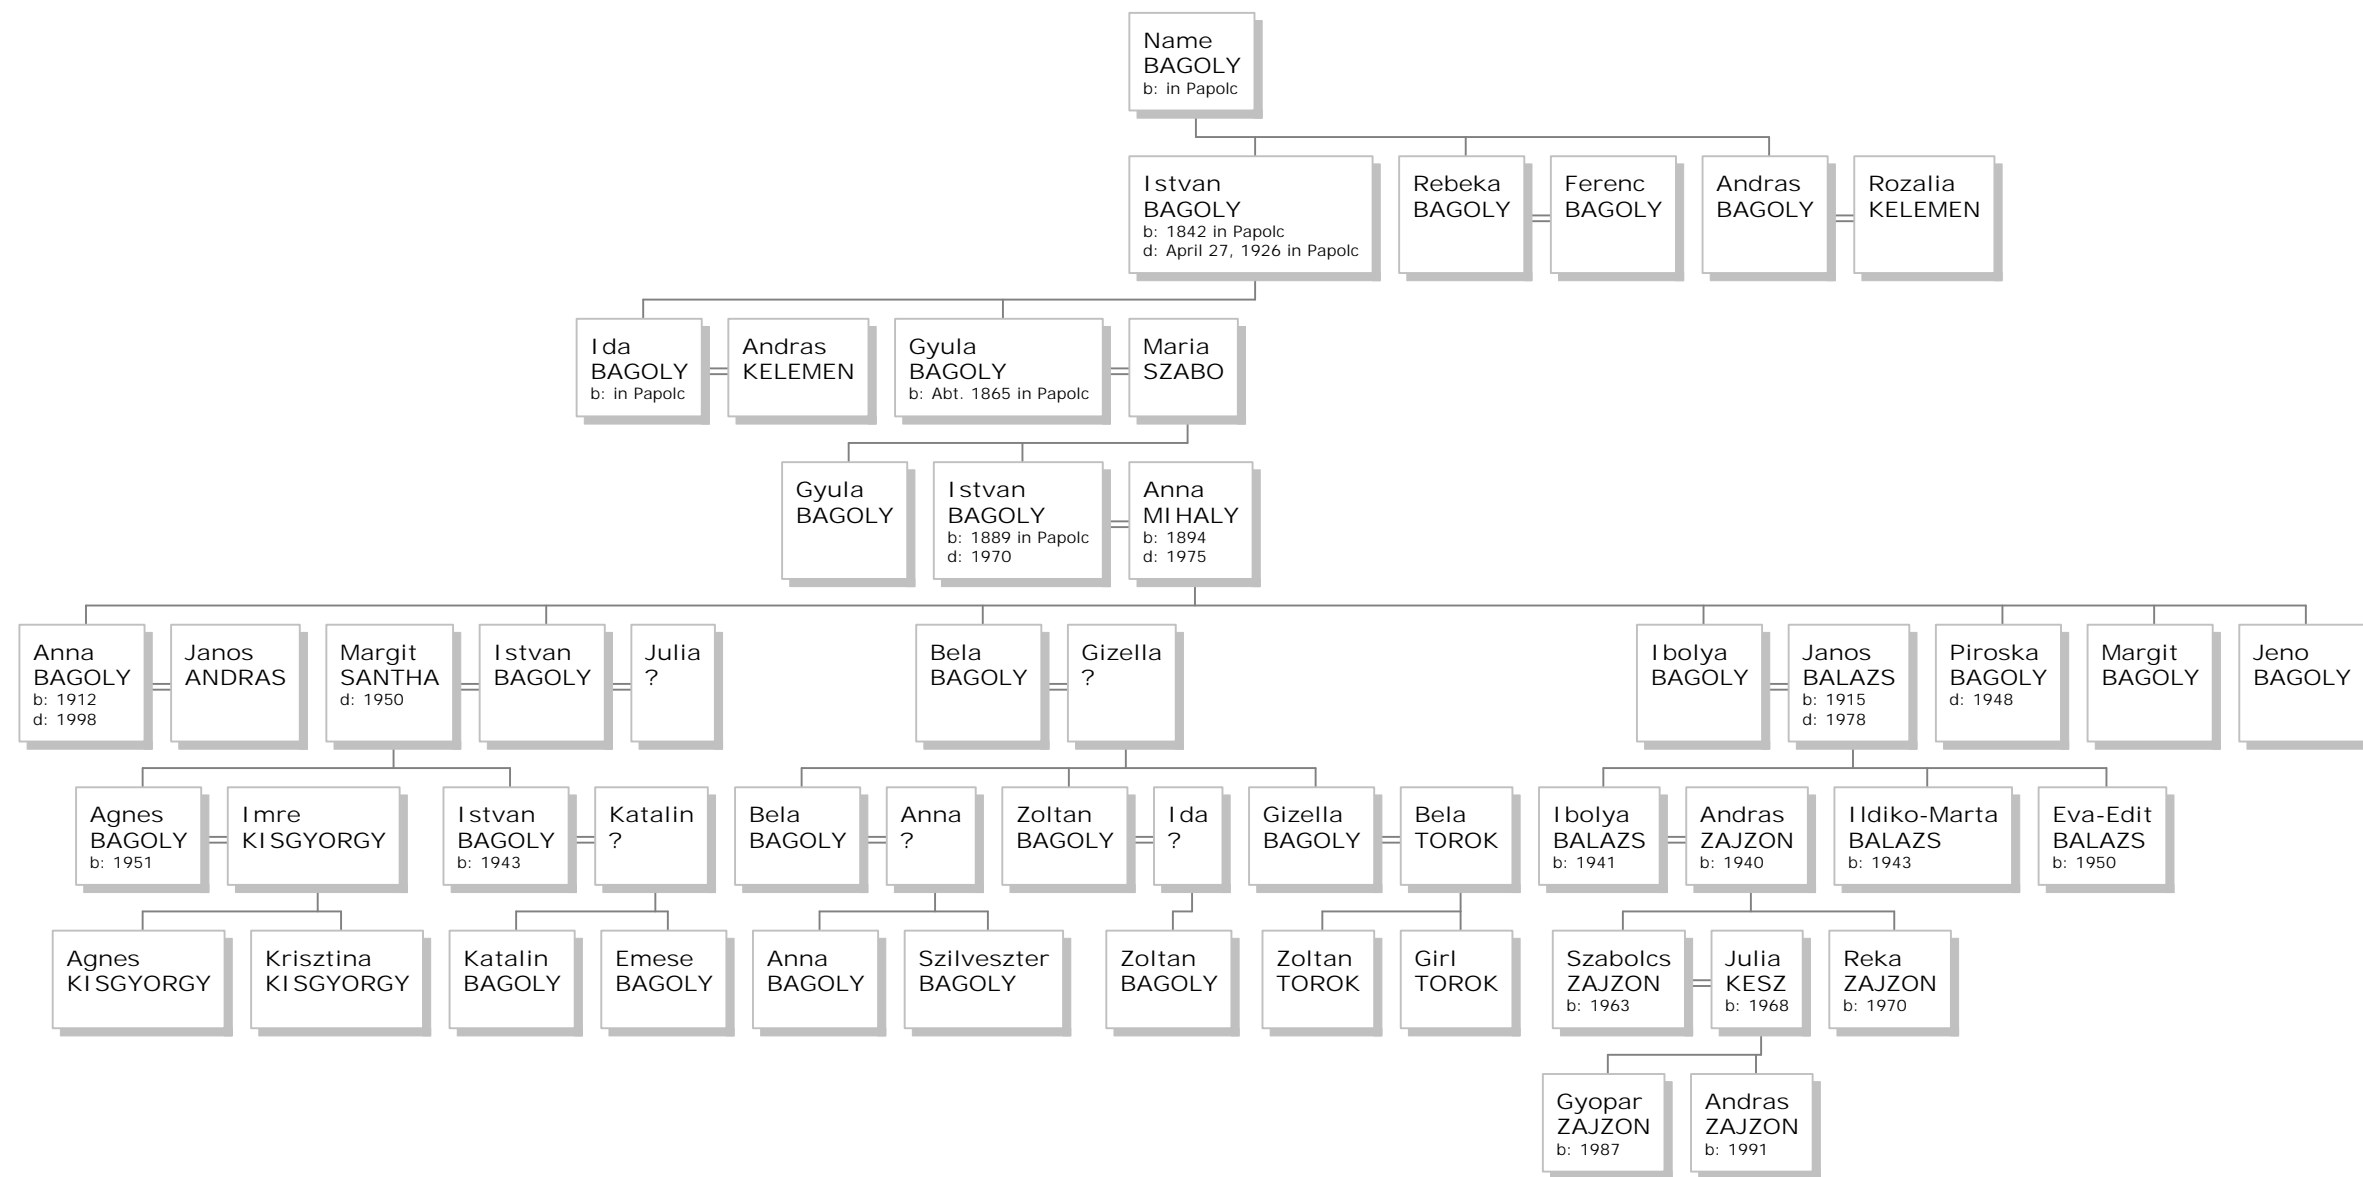 Name
BAGOLY
b: in Papolc
Istvan
BAGOLY
b: 1842 in Papolc
d: April 27, 1926 in Papolc
Rebeka
BAGOLY
Ferenc
BAGOLY
Andras
BAGOLY
Rozalia
KELEMEN
Ida
BAGOLY
b: in Papolc
Andras
KELEMEN
Gyula
BAGOLY
b: Abt. 1865 in Papolc
Maria
SZABO
Gyula
BAGOLY
Istvan
BAGOLY
b: 1889 in Papolc
d: 1970
Anna
MIHALY
b: 1894
d: 1975
Anna
BAGOLY
b: 1912
d: 1998
Janos
ANDRAS
Margit
SANTHA
d: 1950
Istvan
BAGOLY
Julia
?
Bela
BAGOLY
Gizella
?
Ibolya
BAGOLY
Janos
BALAZS
b: 1915
d: 1978
Piroska
BAGOLY
d: 1948
Margit
BAGOLY
Jeno
BAGOLY
Agnes
BAGOLY
b: 1951
Imre
KISGYORGY
Istvan
BAGOLY
b: 1943
Katalin
?
Bela
BAGOLY
Anna
?
Zoltan
BAGOLY
Ida
?
Gizella
BAGOLY
Bela
TOROK
Ibolya
BALAZS
b: 1941
Andras
ZAJZON
b: 1940
Ildiko-Marta
BALAZS
b: 1943
Eva-Edit
BALAZS
b: 1950
Agnes
KISGYORGY
Krisztina
KISGYORGY
Katalin
BAGOLY
Emese
BAGOLY
Anna
BAGOLY
Szilveszter
BAGOLY
Zoltan
BAGOLY
Zoltan
TOROK
Girl
TOROK
Szabolcs
ZAJZON
b: 1963
Julia
KESZ
b: 1968
Reka
ZAJZON
b: 1970
Gyopar
ZAJZON
b: 1987
Andras
ZAJZON
b: 1991